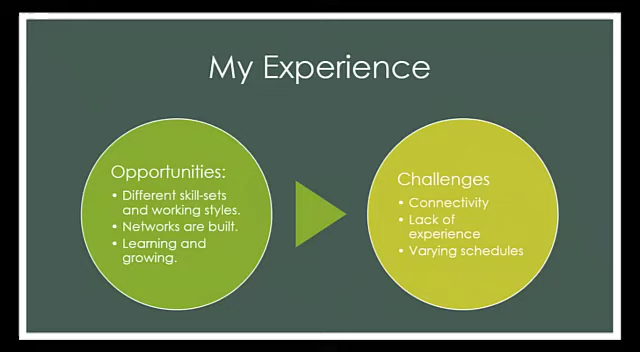 My Experience
Opportunities:
• Different skill-sets
and working styles.
• Networks are built.
• Learning and
growing.
Challenges
• Connectivity
• Lack of
experience
• Varying schedules